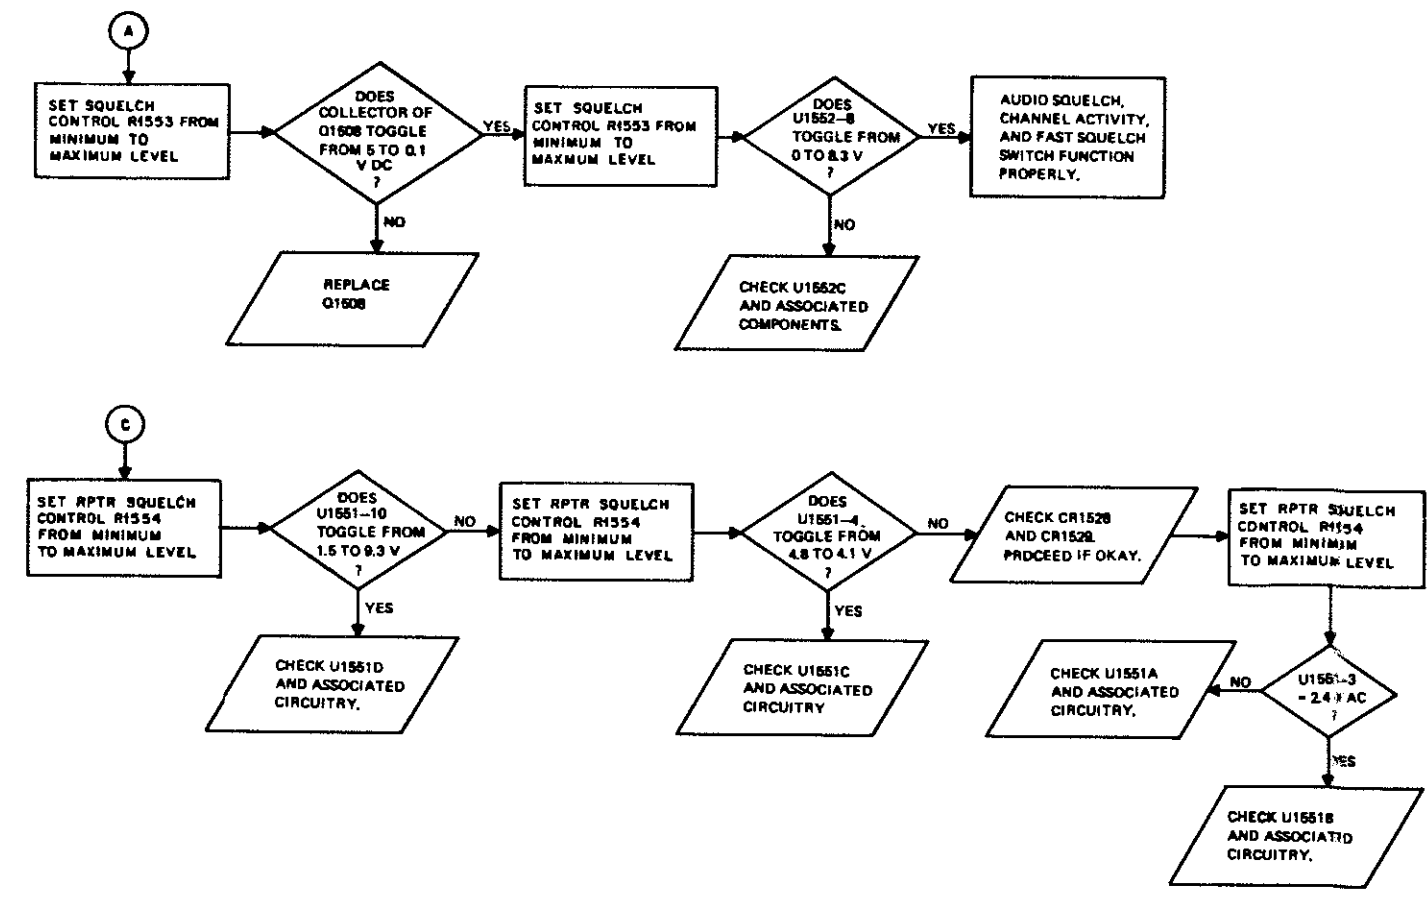 A
SET SQUELCH
CONTROL R1553 FROM
MINIMUM TO
MAXIMUM LEVEL
DOES
COLLECTOR OF
Q1508 TOGGLE
FROM 5 TO 0.1
V DC
?
YES
NO
REPLACE
Q1508
SET SQUELCH
CONTROL R1553 FROM
MINIMUM TO
MAXMUM LEVEL
DOES
U1552-8
TOGGLE FROM
0 TO 8.3 V
?
YES
NO
CHECK U1552C
AND ASSOCIATED
COMPONENTS.
AUDIO SQUELCH,
CHANNEL ACTIVITY,
AND FAST SQUELCH
SWITCH FUNCTION
PROPERLY.
C
SET RPTR SQUELCH
CONTROL R1554
FROM MINIMUM
TO MAXIMUM LEVEL
DOES
U1551-10
TOGGLE FROM
1.5 TO 9.3 V
?
NO
YES
CHECK U1551D
AND ASSOCIATED
CIRCUITRY.
SET RPTR SQUELCH
CONTROL R1554
FROM MINIMUM
TO MAXIMUM LEVEL
DOES
U1551-4
TOGGLE FROM
4.8 TO 4.1 V
?
NO
YES
CHECK U1551C
AND ASSOCIATED
CIRCUITRY
CHECK CR1528
AND CR1529.
PROCEED IF OKAY.
SET RPTR SQUELCH
CONTROL R1554
FROM MINIMUM
TO MAXIMUM LEVEL
U1551-3
= 2.4 AC
?
NO
YES
CHECK U1551A
AND ASSOCIATED
CIRCUITRY.
CHECK U1551B
AND ASSOCIATED
CIRCUITRY.